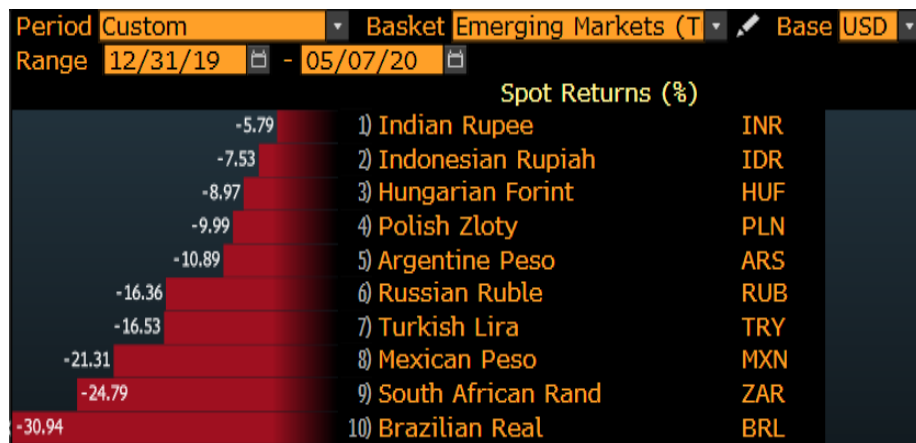 Period Custom Basket Emerging Markets (T Base USD
Range 12/31/19 - 05/07/20
Spot Returns (%)
-5.79 1) Indian Rupee INR
-7.53 2) Indonesian Rupiah IDR
-8.97 3) Hungarian Forint HUF
-9.99 4) Polish Zloty PLN
-10.89 5) Argentine Peso ARS
-16.36 6) Russian Ruble RUB
-16.53 7) Turkish Lira TRY
-21.31 8) Mexican Peso MXN
-24.79 9) South African Rand ZAR
-30.94 10) Brazilian Real BRL